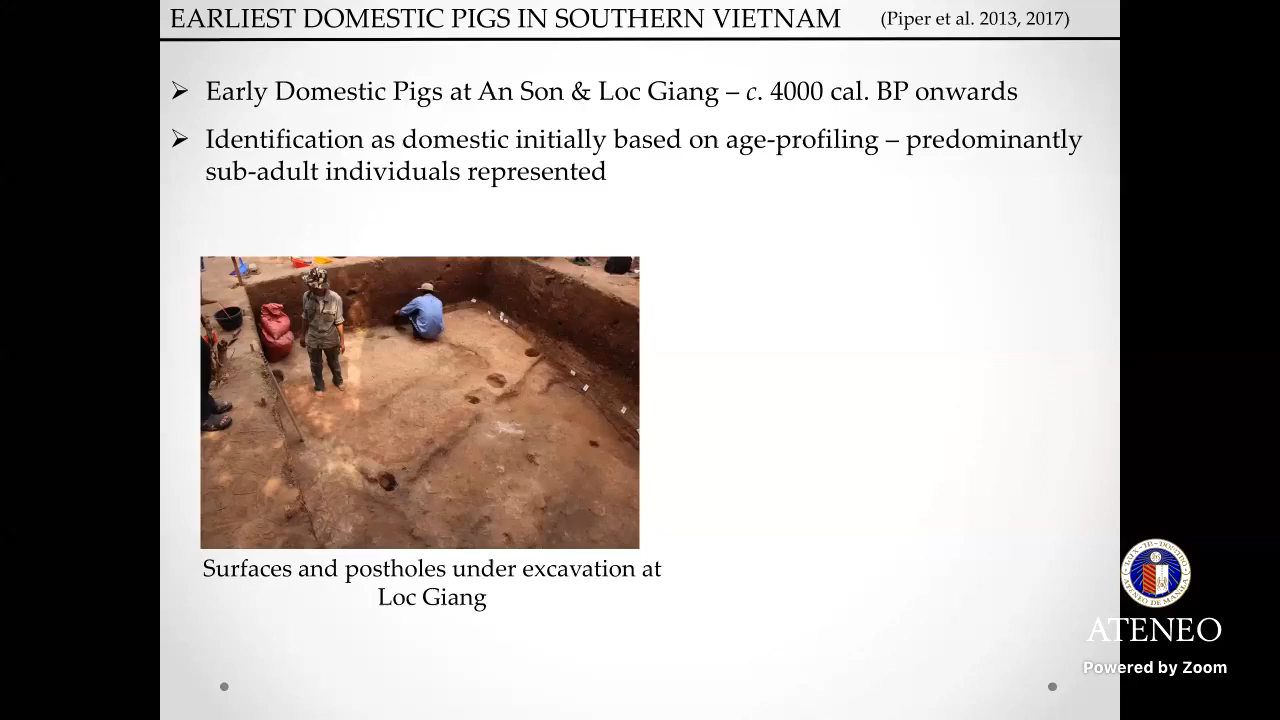 EARLIEST DOMESTIC PIGS IN SOUTHERN VIETNAM (Piper et al. 2013, 2017)
Early Domestic Pigs at An Son & Loc Giang – c. 4000 cal. BP onwards
Identification as domestic initially based on age-profiling – predominantly
sub-adult individuals represented
Surfaces and postholes under excavation at
Loc Giang
ATENEO
Powered by Zoom